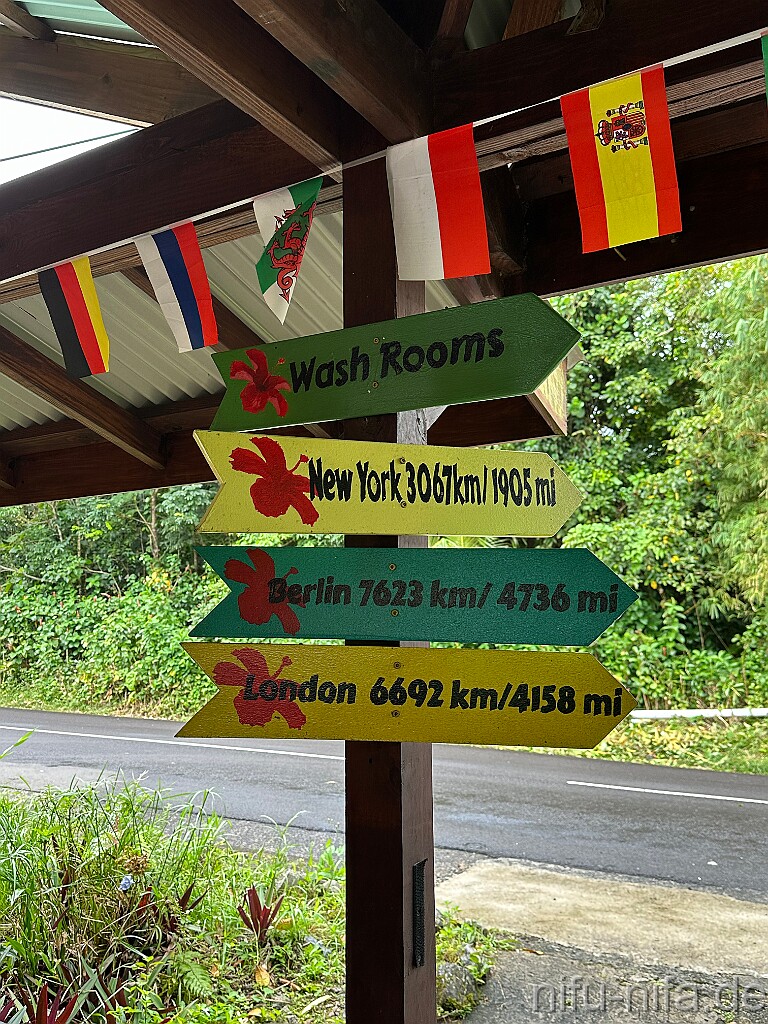 Wash Rooms
New York 3067km/ 1905 mi
Berlin 7623 km/ 4736 mi
London 6692 km/4158 mi
nifu-nifa.de